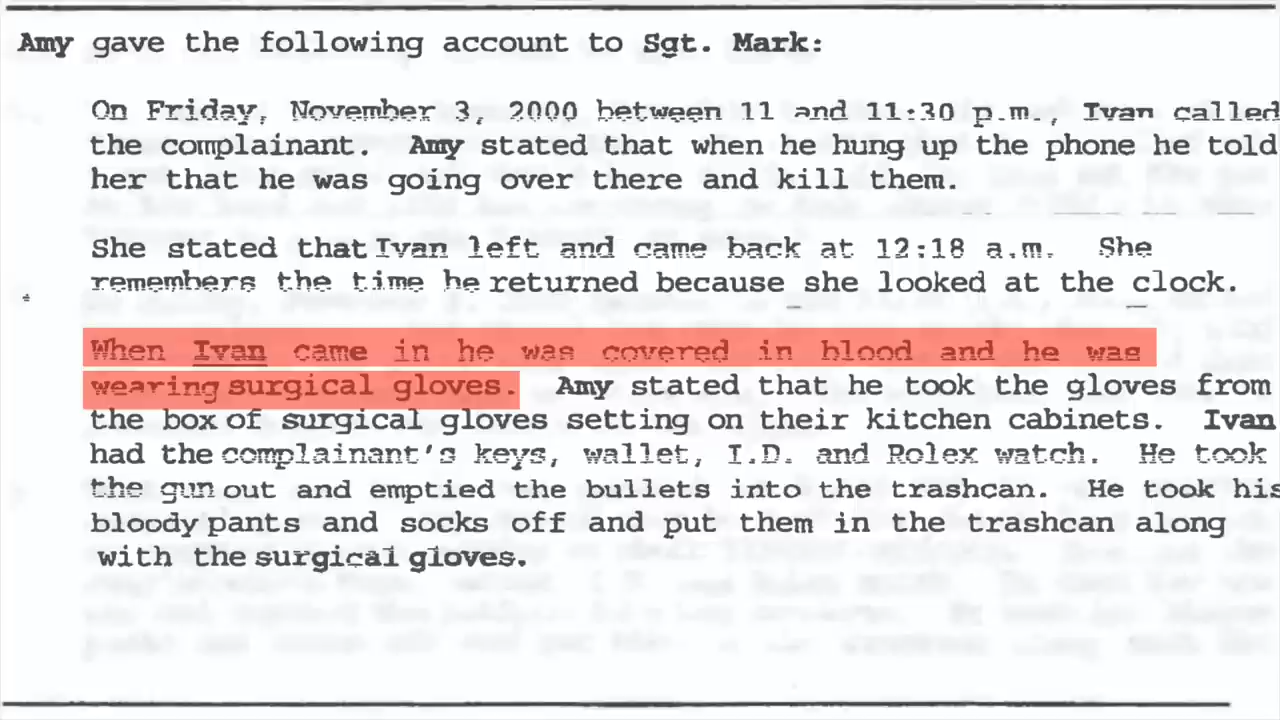 Amy gave the following account to Sgt. Mark:
On Friday, November 3, 2000 between 11 and 11:30 p.m., Ivan called
the complainant. Amy stated that when he hung up the phone he told
her that he was going over there and kill them.
She stated that Ivan left and came back at 12:18 a.m. She
remembers the time he returned because she looked at the clock.
When Ivan came in he was covered in blood and he was
wearing surgical gloves. Amy stated that he took the gloves from
the box of surgical gloves setting on their kitchen cabinets. Ivan
had the complainant's keys, wallet, I.D. and Rolex watch. He took
the gun out and emptied the bullets into the trashcan. He took his
bloody pants and socks off and put them in the trashcan along
with the surgical gloves.